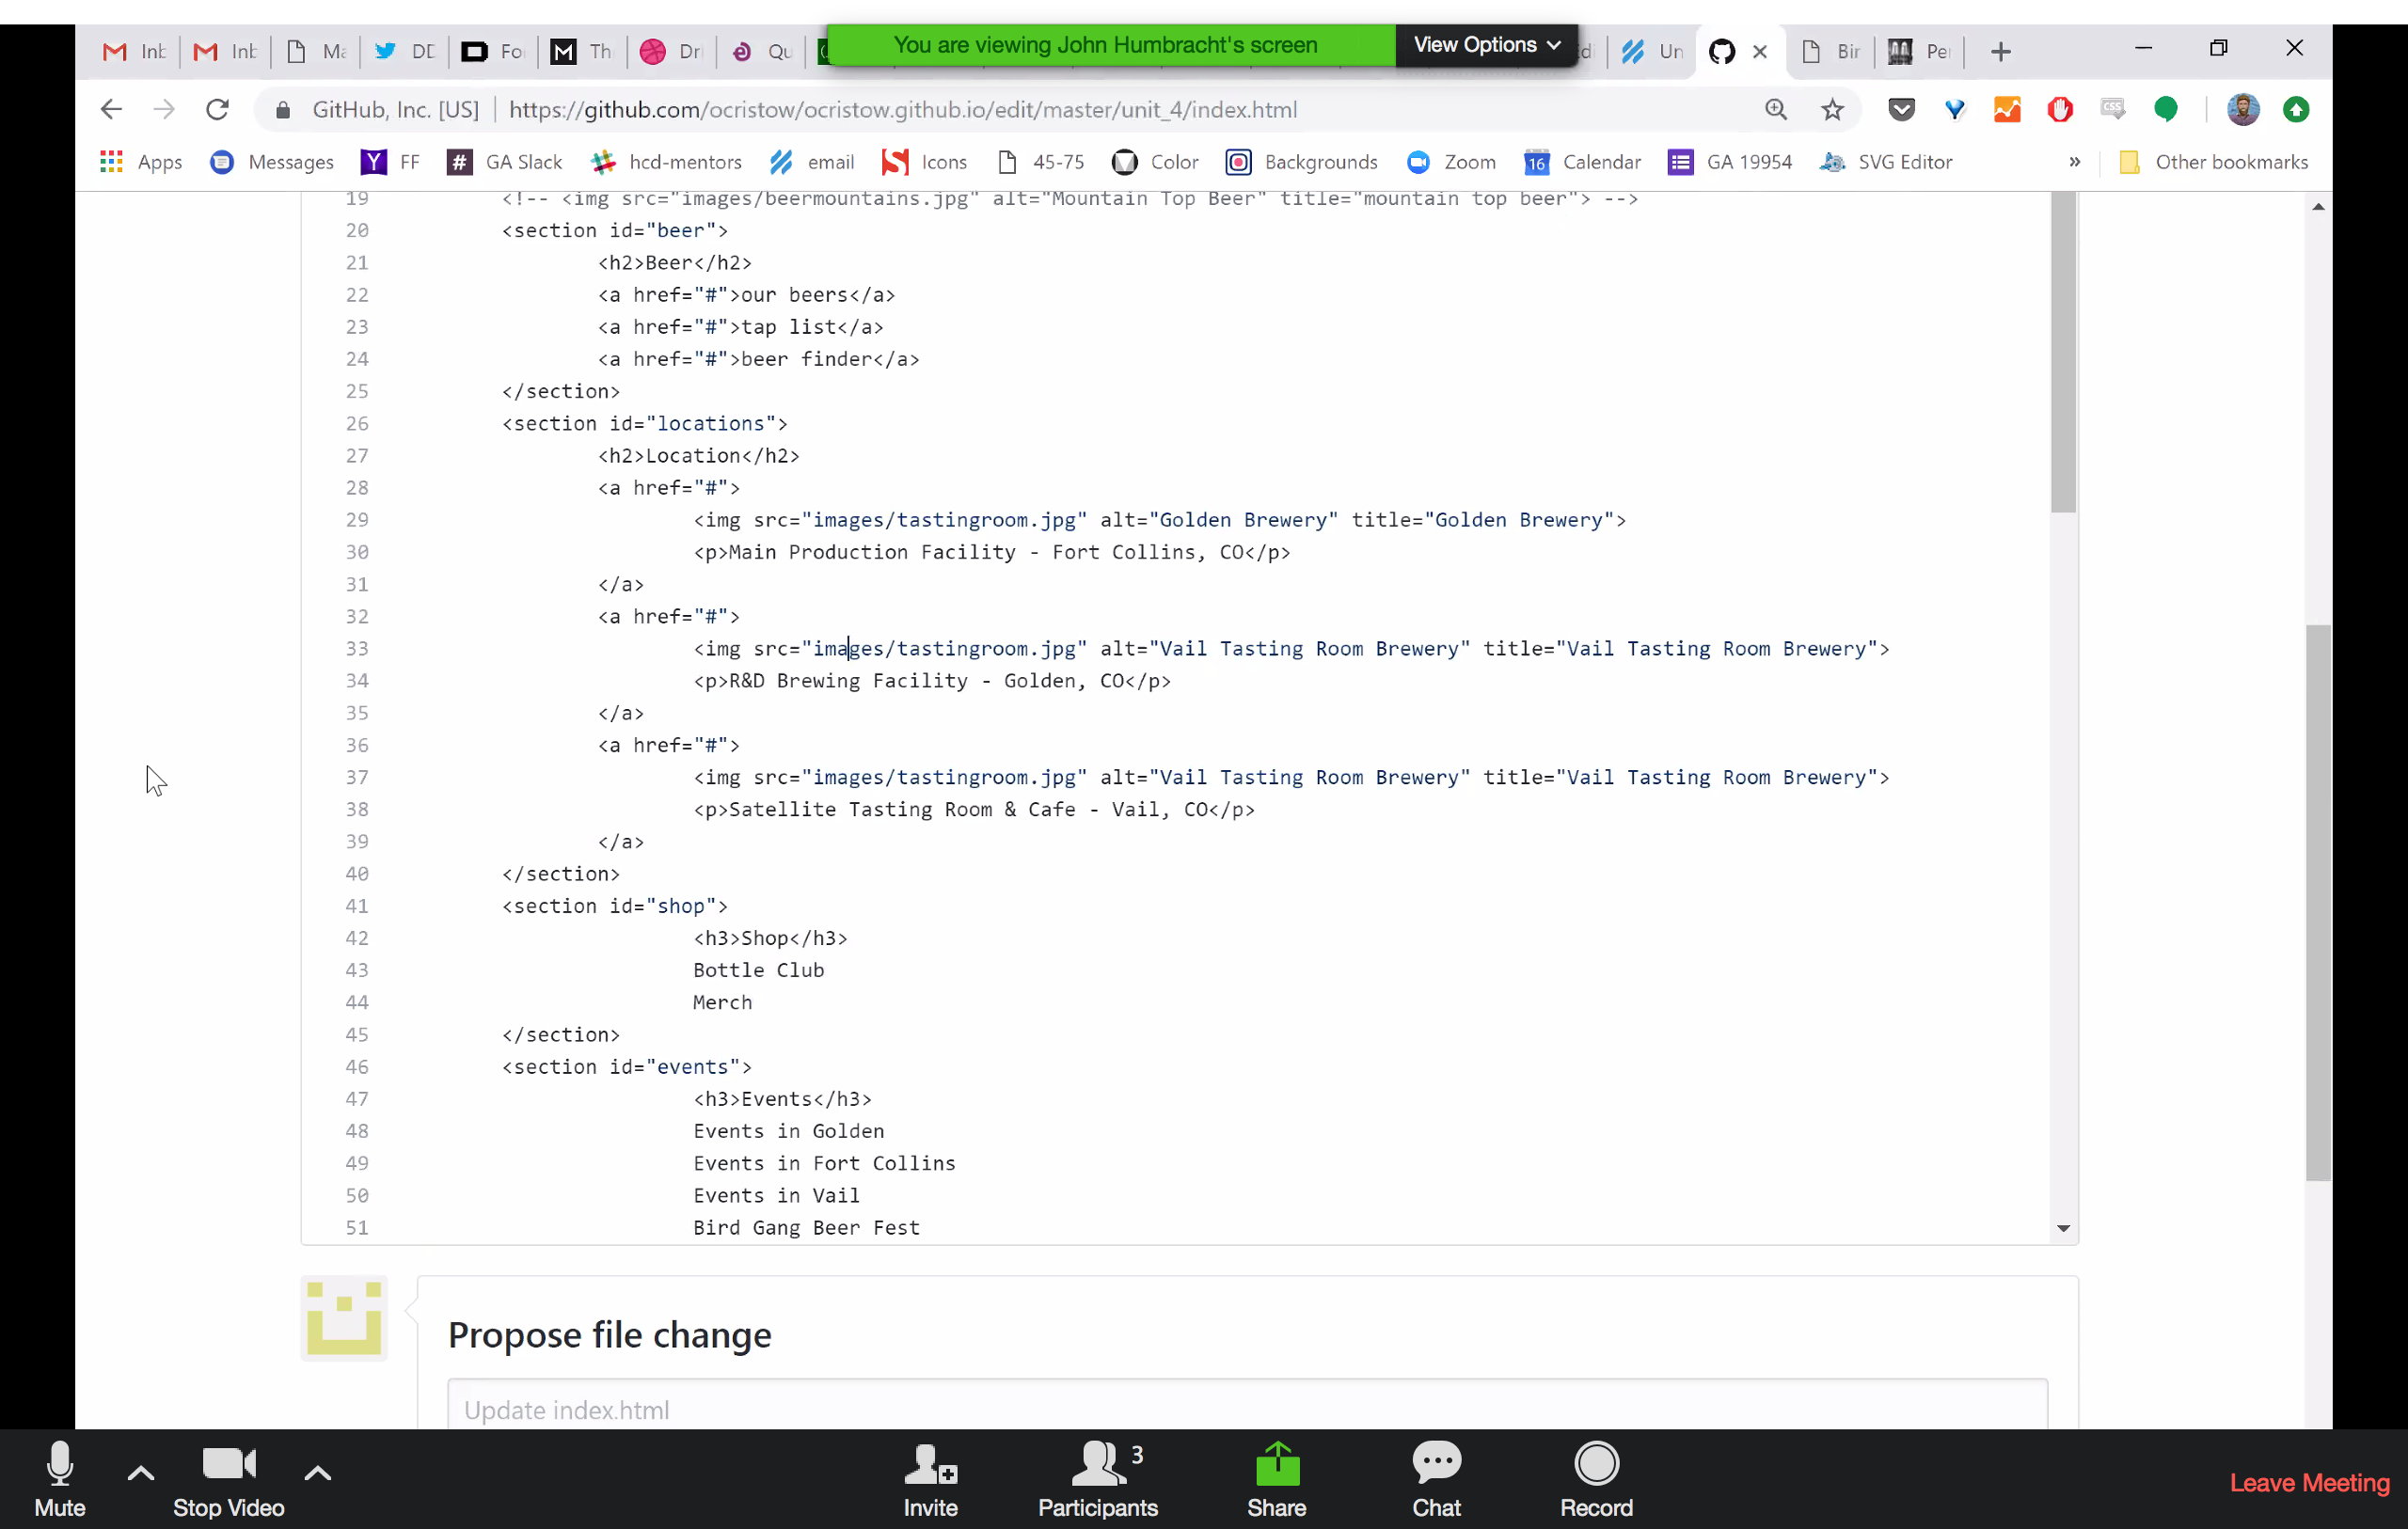 You are viewing John Humbracht's screen
View Options
Inb
Inb
Ma
DD
Fo
Th
Dr
Qu
Un
Bir
Per
GitHub, Inc. [US] https://github.com/ocristow/ocristow.github.io/edit/master/unit_4/index.html
Apps Messages FF GA Slack hcd-mentors email Icons 45-75 Color Backgrounds Zoom 16 Calendar GA 19954 SVG Editor » Other bookmarks
19 <!-- <img src="images/beermountains.jpg" alt="Mountain Top Beer" title="mountain top beer"> -->
20 <section id="beer">
21 <h2>Beer</h2>
22 <a href="#">our beers</a>
23 <a href="#">tap list</a>
24 <a href="#">beer finder</a>
25 </section>
26 <section id="locations">
27 <h2>Location</h2>
28 <a href="#">
29 <img src="images/tastingroom.jpg" alt="Golden Brewery" title="Golden Brewery">
30 <p>Main Production Facility - Fort Collins, CO</p>
31 </a>
32 <a href="#">
33 <img src="images/tastingroom.jpg" alt="Vail Tasting Room Brewery" title="Vail Tasting Room Brewery">
34 <p>R&D Brewing Facility - Golden, CO</p>
35 </a>
36 <a href="#">
37 <img src="images/tastingroom.jpg" alt="Vail Tasting Room Brewery" title="Vail Tasting Room Brewery">
38 <p>Satellite Tasting Room & Cafe - Vail, CO</p>
39 </a>
40 </section>
41 <section id="shop">
42 <h3>Shop</h3>
43 Bottle Club
44 Merch
45 </section>
46 <section id="events">
47 <h3>Events</h3>
48 Events in Golden
49 Events in Fort Collins
50 Events in Vail
51 Bird Gang Beer Fest
Propose file change
Update index.html
Mute
Stop Video
Invite
Participants 3
Share
Chat
Record
Leave Meeting